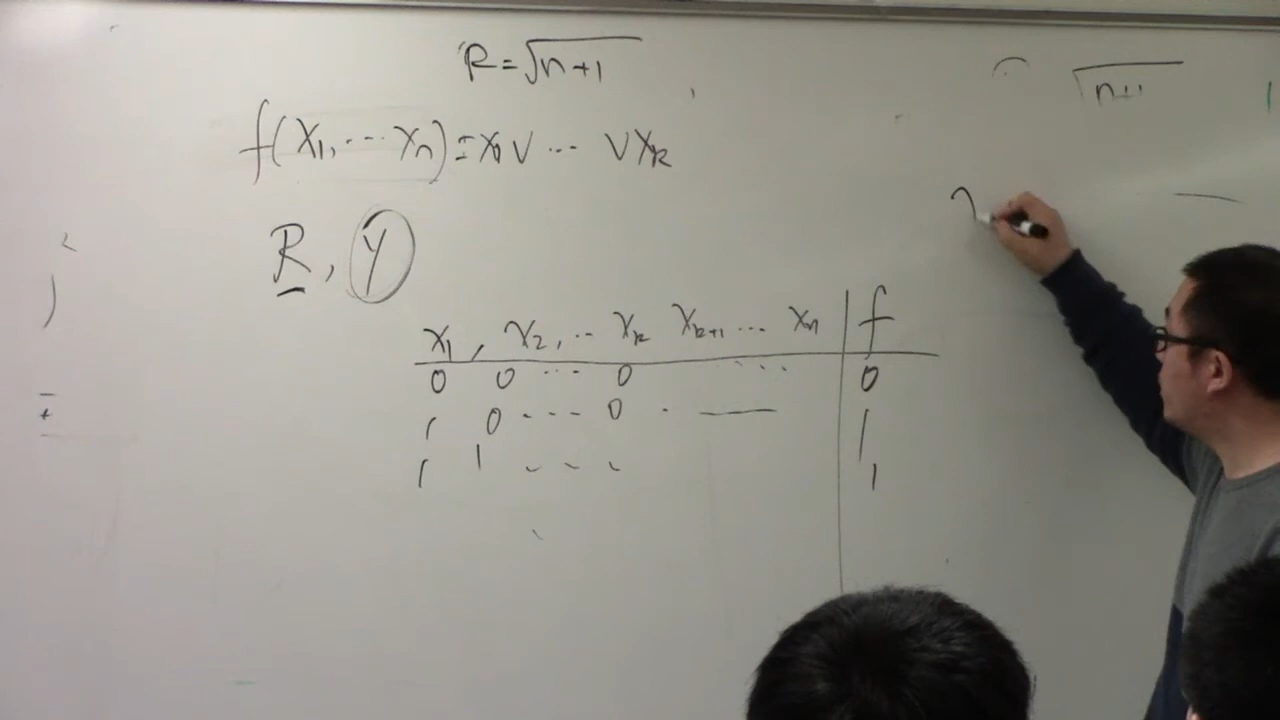 R = √n+1
√n+1
f(x₁, ... xₙ) = x₁ ∨ ... ∨ xₖ
R, Y
x₁, x₂, ... xₖ xₖ₊₁ ... xₙ f
0 0 ... 0 ... 0
1 0 --- 0 . — 1
1 1 ... 1